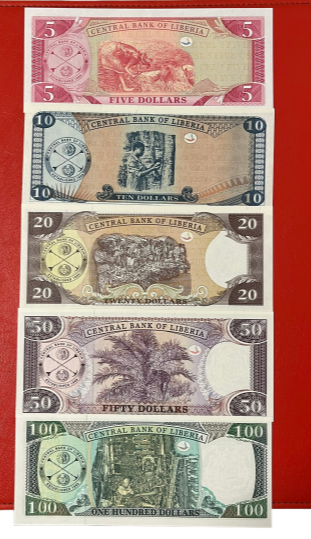 5 CENTRAL BANK OF LIBERIA 5
5 FIVE DOLLARS 5
10 CENTRAL BANK OF LIBERIA 10
10 TEN DOLLARS 10
20 CENTRAL BANK OF LIBERIA 20
20 TWENTY DOLLARS 20
50 CENTRAL BANK OF LIBERIA 50
50 FIFTY DOLLARS 50
100 CENTRAL BANK OF LIBERIA 100
100 ONE HUNDRED DOLLARS 100